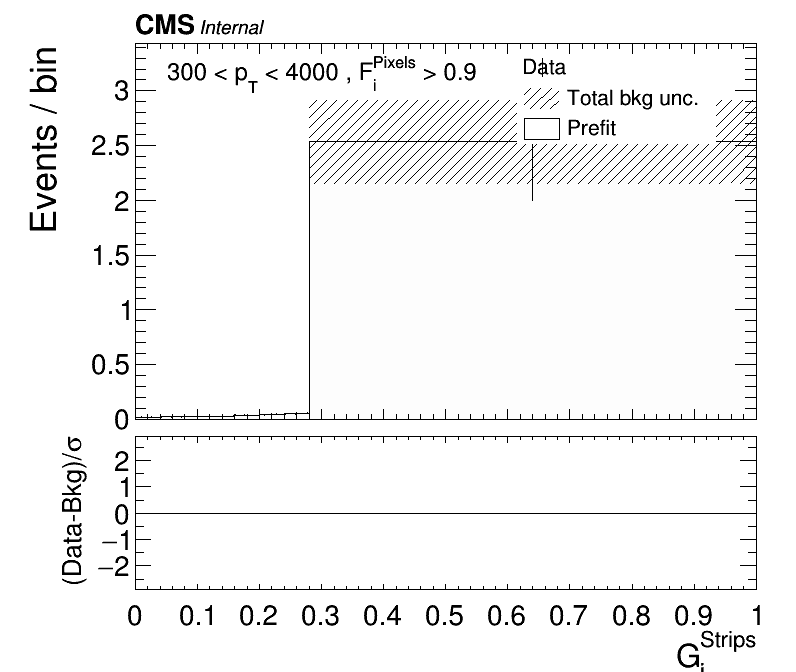 CMS Internal
300 < p_T < 4000 , F_i^Pixels > 0.9
Data
Total bkg unc.
Prefit
Events / bin
3
2.5
2
1.5
1
0.5
0
(Data-Bkg)/σ
2
1
0
−1
−2
0 0.1 0.2 0.3 0.4 0.5 0.6 0.7 0.8 0.9 1
G_i^Strips